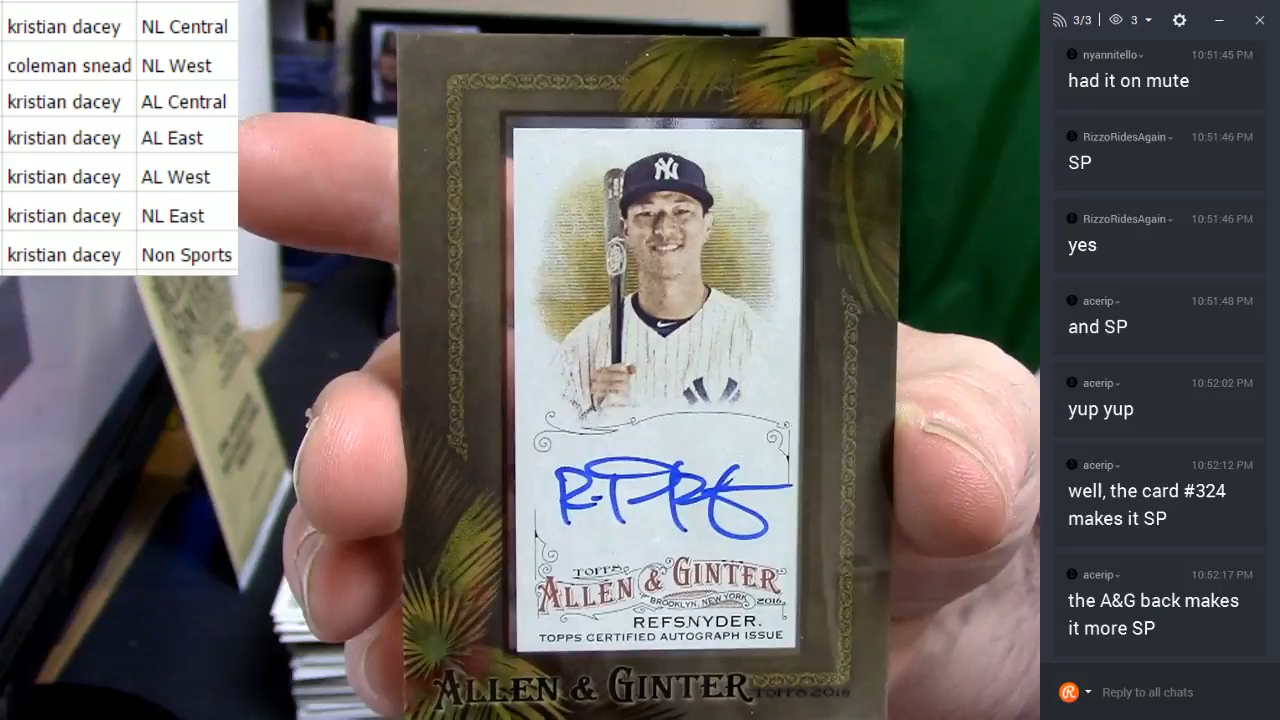 kristian dacey NL Central
coleman snead NL West
kristian dacey AL Central
kristian dacey AL East
kristian dacey AL West
kristian dacey NL East
kristian dacey Non Sports
NY
TOPPS
ALLEN & GINTER
BROOKLYN, NEW YORK 2016
REFSNYDER.
TOPPS CERTIFIED AUTOGRAPH ISSUE
ALLEN & GINTER TOPPS 2016
3/3 3
nyannitello 10:51:45 PM
had it on mute
RizzoRidesAgain 10:51:46 PM
SP
RizzoRidesAgain 10:51:46 PM
yes
acerip 10:51:48 PM
and SP
acerip 10:52:02 PM
yup yup
acerip 10:52:12 PM
well, the card #324
makes it SP
acerip 10:52:17 PM
the A&G back makes
it more SP
Reply to all chats